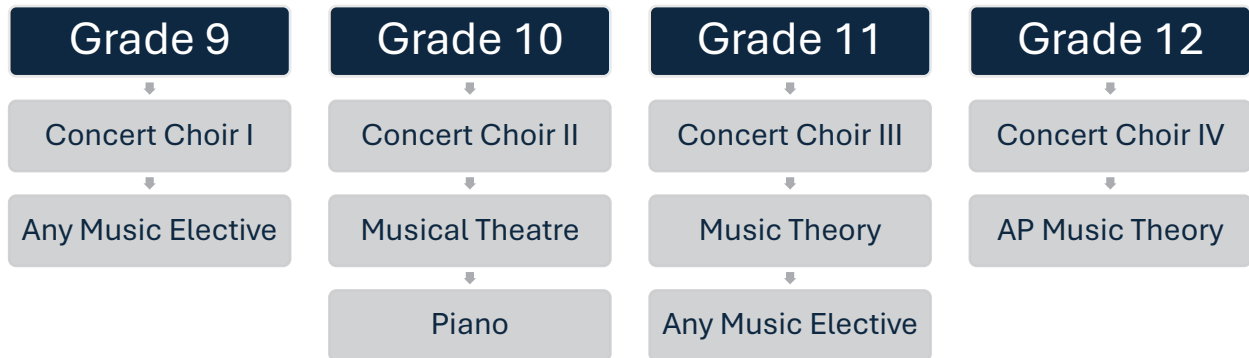 Grade 9
Concert Choir I
Any Music Elective
Grade 10
Concert Choir II
Musical Theatre
Piano
Grade 11
Concert Choir III
Music Theory
Any Music Elective
Grade 12
Concert Choir IV
AP Music Theory